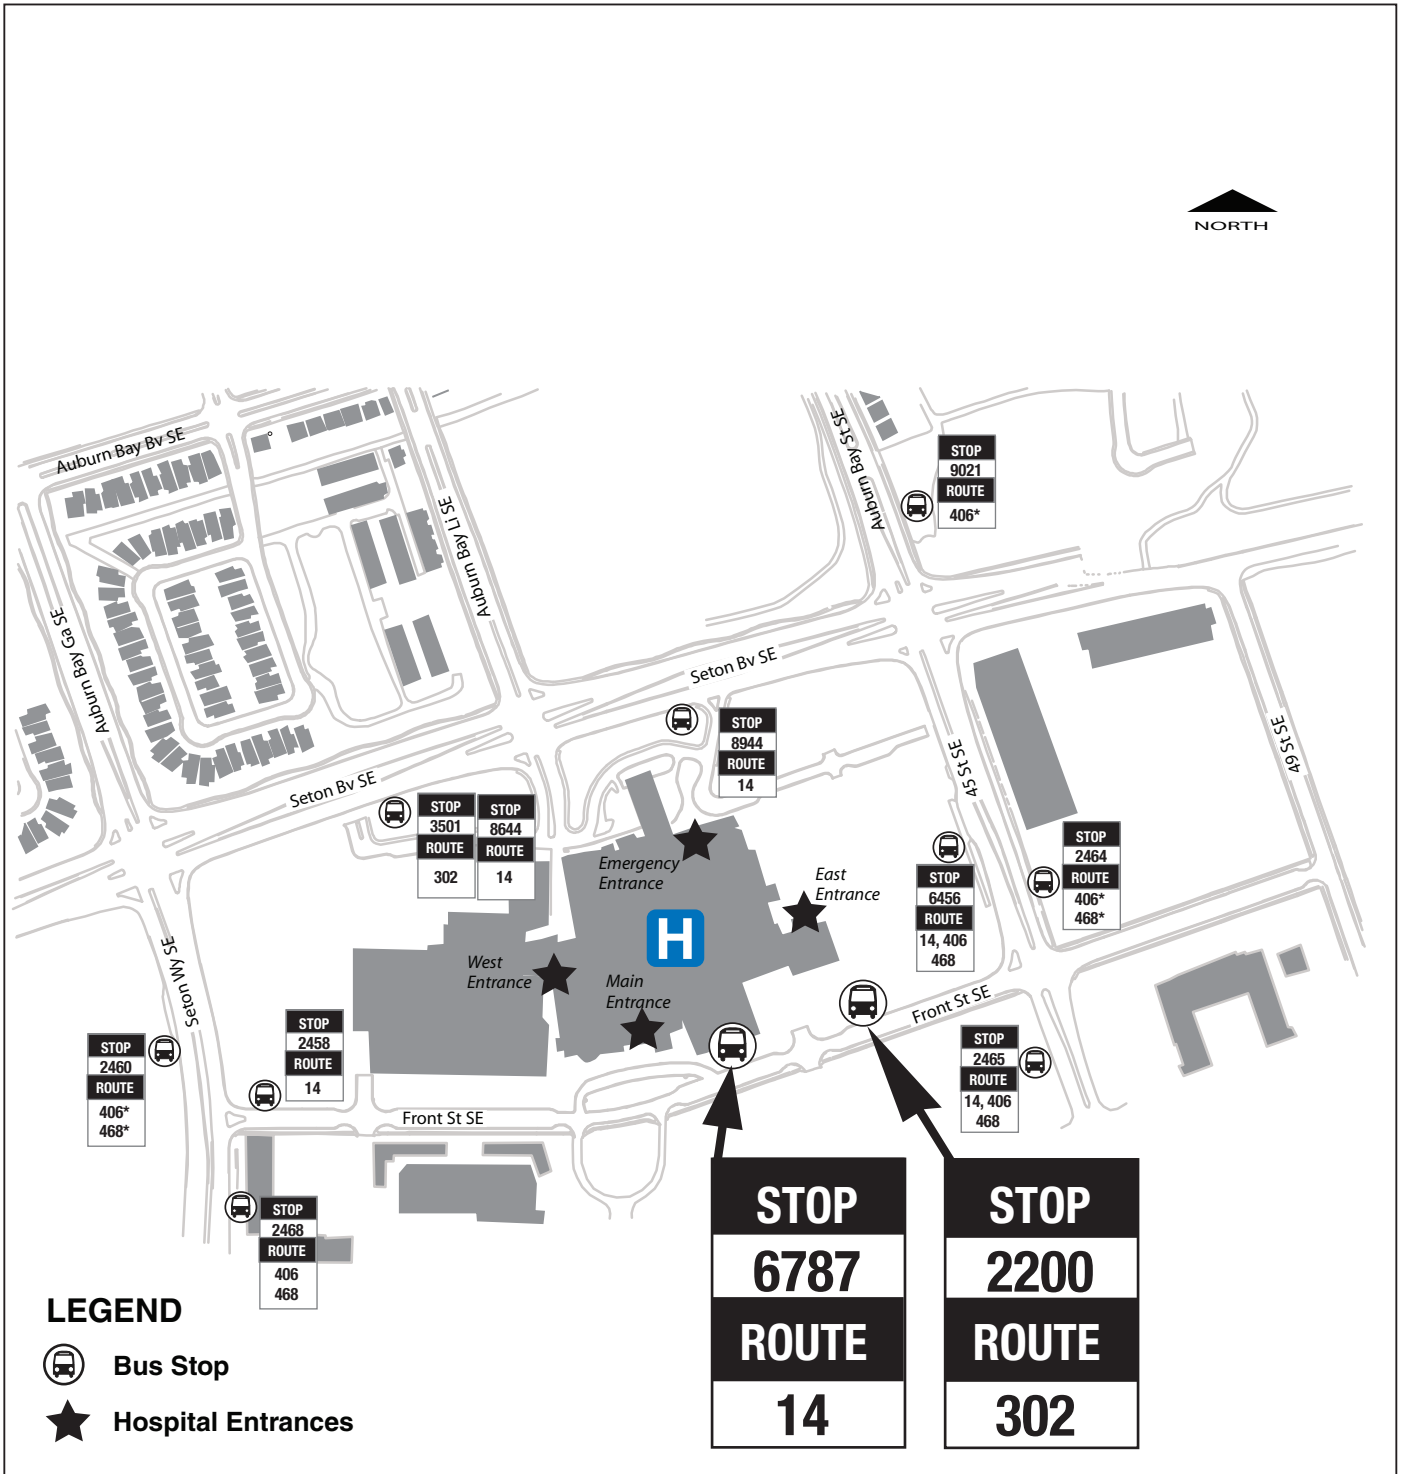 NORTH
Auburn Bay Bv SE
Auburn Bay St SE
STOP
9021
ROUTE
406*
Auburn Bay Li SE
Auburn Bay Ga SE
Seton Bv SE
49 St SE
45 St SE
STOP
8944
ROUTE
14
Seton Bv SE
STOP
3501
ROUTE
302
STOP
8644
ROUTE
14
Emergency
Entrance
East
Entrance
STOP
2464
ROUTE
406*
468*
STOP
6456
ROUTE
14, 406
468
H
West
Entrance
Main
Entrance
Seton Wy SE
Front St SE
STOP
2458
ROUTE
14
STOP
2460
ROUTE
406*
468*
STOP
2465
ROUTE
14, 406
468
Front St SE
STOP
2468
ROUTE
406
468
STOP
6787
ROUTE
14
STOP
2200
ROUTE
302
LEGEND
Bus Stop
Hospital Entrances